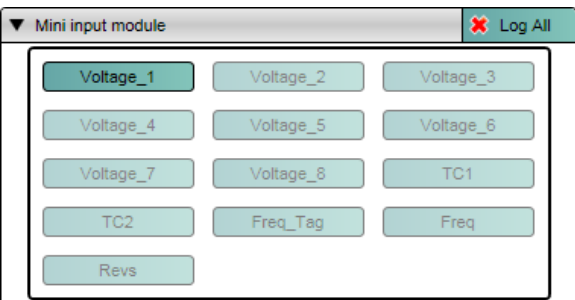 Mini input module Log All
Voltage_1 Voltage_2 Voltage_3
Voltage_4 Voltage_5 Voltage_6
Voltage_7 Voltage_8 TC1
TC2 Freq_Tag Freq
Revs